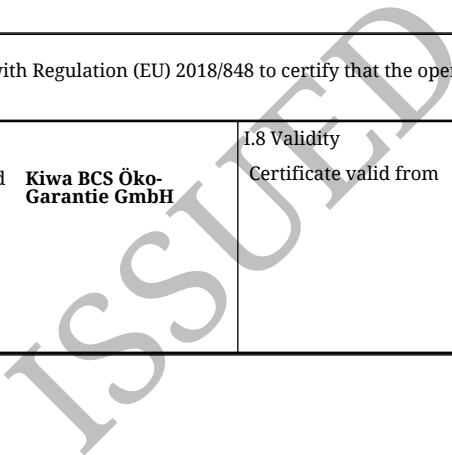 with Regulation (EU) 2018/848 to certify that the oper
I.8 Validity
d Kiwa BCS Öko-
Garantie GmbH
Certificate valid from
ISSUED